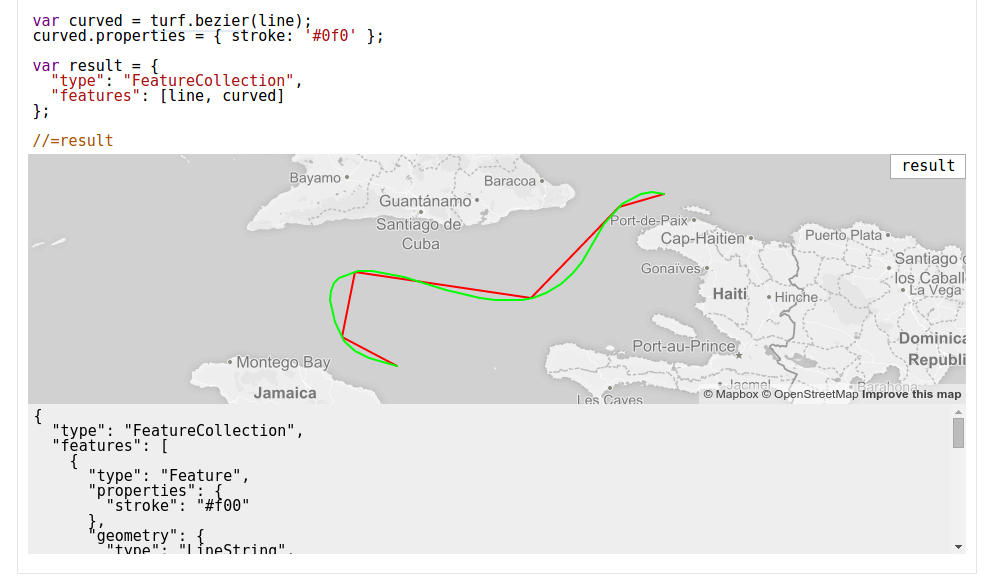 var curved = turf.bezier(line);
curved.properties = { stroke: '#0f0' };
var result = {
  "type": "FeatureCollection",
  "features": [line, curved]
};
//=result
result
Bayamo
Baracoa
Guantánamo
Santiago de
Cuba
Port-de-Paix
Cap-Haïtien
Puerto Plata
Santiago d
los Caball
Gonaïves
La Vega
Haiti
Hinche
Dominica
Republi
Port-au-Prince
Montego Bay
Jamaica
Jacmel
Barahona
Les Cayes
© Mapbox © OpenStreetMap Improve this map
{
  "type": "FeatureCollection",
  "features": [
    {
      "type": "Feature",
      "properties": {
        "stroke": "#f00"
      },
      "geometry": {
        "type": "LineString",